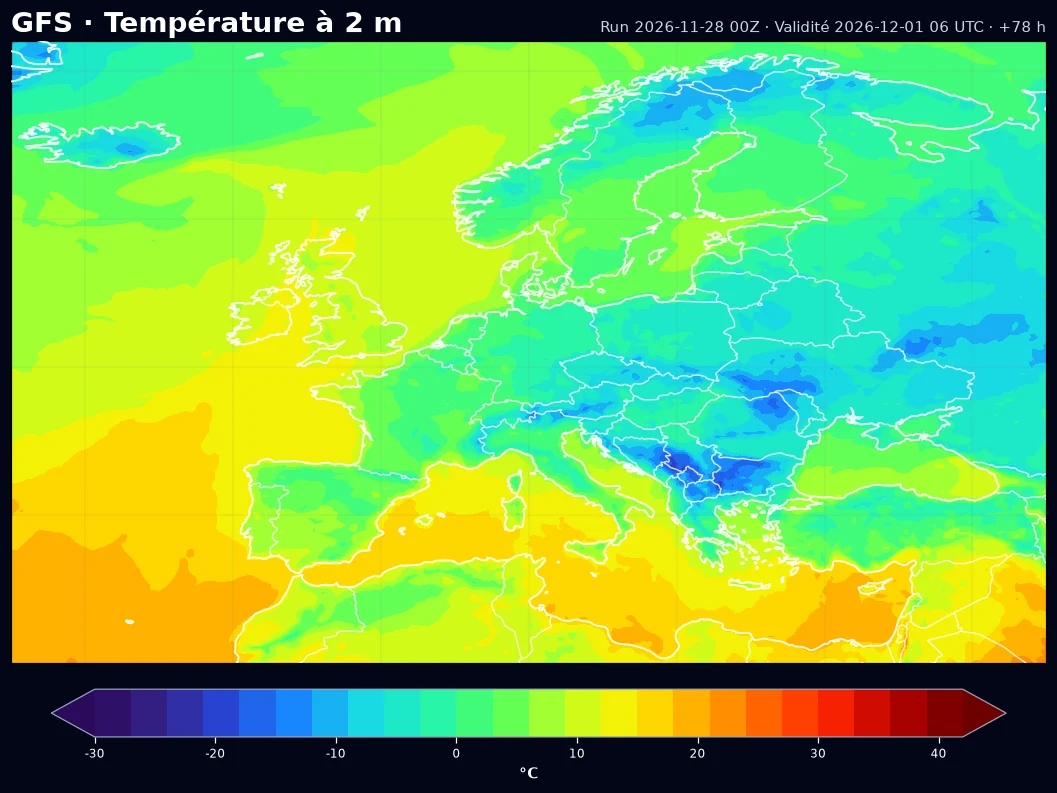 GFS · Température à 2 m
Run 2026-11-28 00Z · Validité 2026-12-01 06 UTC · +78 h
-30 -20 -10 0 10 20 30 40
°C